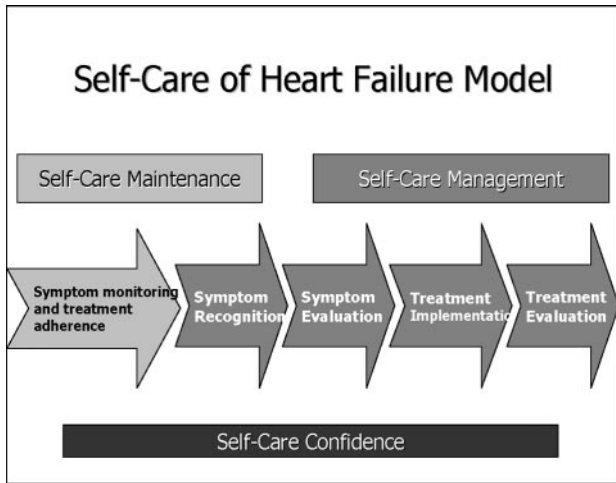 Self-Care of Heart Failure Model
Self-Care Maintenance
Self-Care Management
Symptom monitoring
and treatment
adherence
Symptom
Recognition
Symptom
Evaluation
Treatment
Implementatio
Treatment
Evaluation
Self-Care Confidence